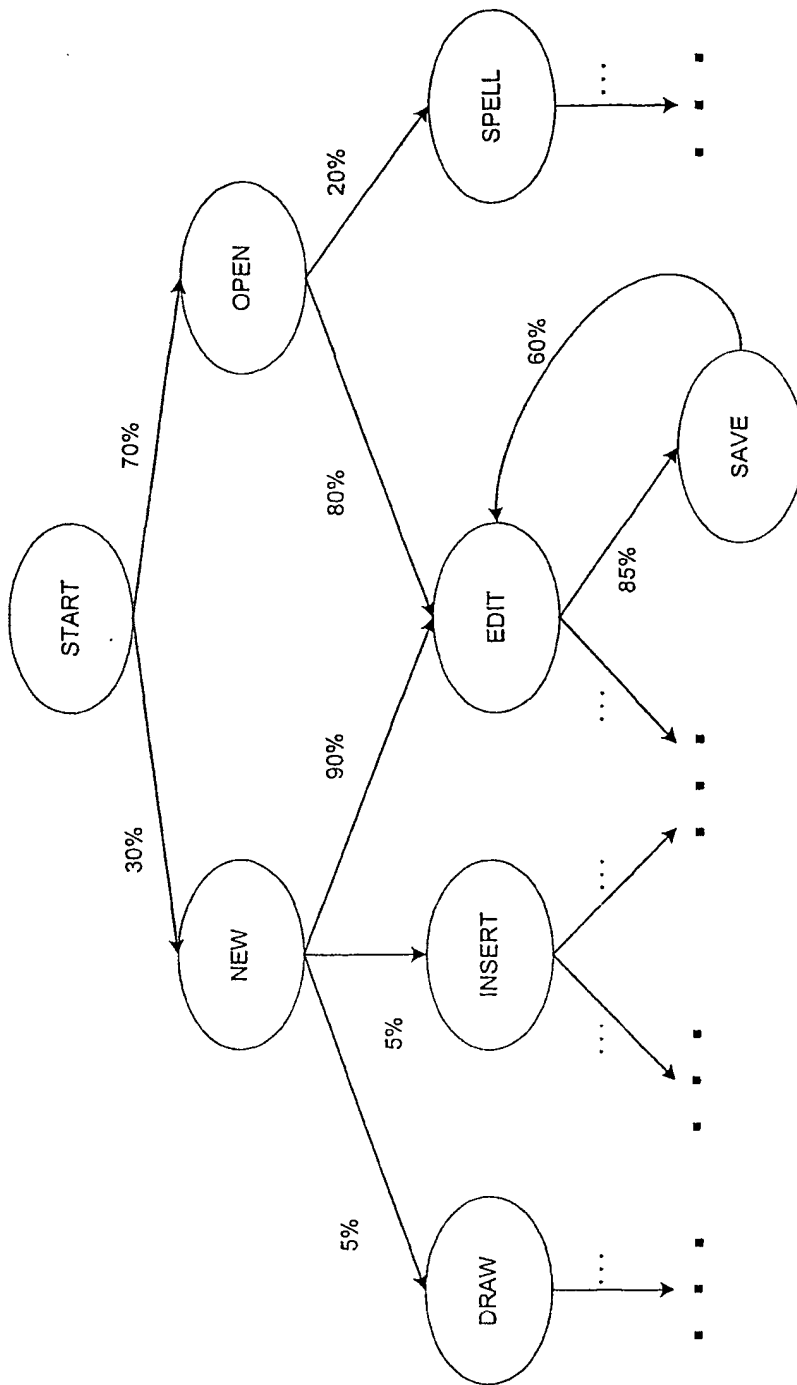 START
30%
70%
NEW
OPEN
5%
5%
90%
80%
20%
DRAW
INSERT
EDIT
SPELL
60%
...
...
...
...
85%
...
SAVE